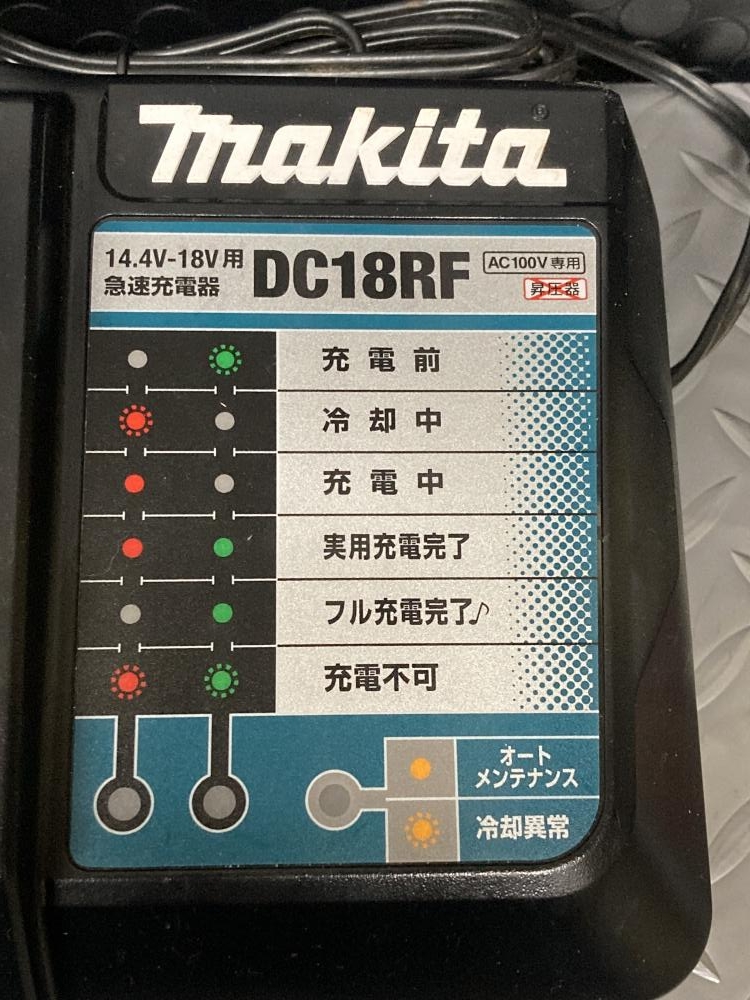 makita®
14.4V-18V用
急速充電器
DC18RF
AC100V専用
昇圧器
充電前
冷却中
充電中
実用充電完了
フル充電完了♪
充電不可
オート
メンテナンス
冷却異常